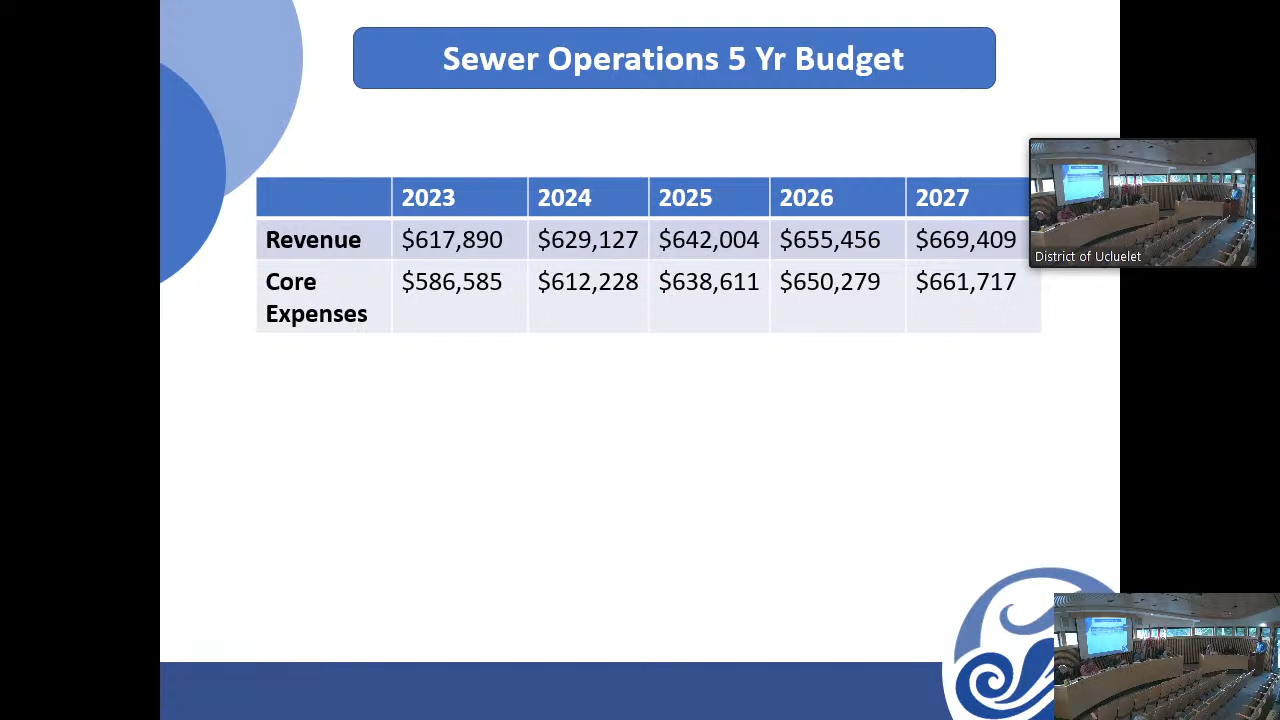 Sewer Operations 5 Yr Budget
2023 2024 2025 2026 2027
Revenue $617,890 $629,127 $642,004 $655,456 $669,409
Core Expenses $586,585 $612,228 $638,611 $650,279 $661,717
District of Ucluelet